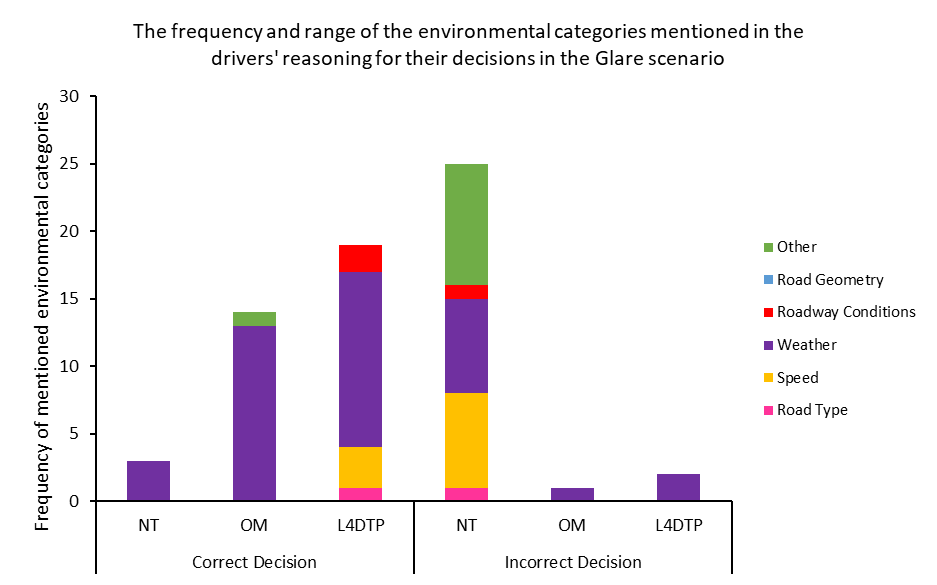 The frequency and range of the environmental categories mentioned in the
drivers' reasoning for their decisions in the Glare scenario
Frequency of mentioned environmental categories
30
25
20
15
10
5
0
NT
OM
L4DTP
NT
OM
L4DTP
Correct Decision
Incorrect Decision
Other
Road Geometry
Roadway Conditions
Weather
Speed
Road Type